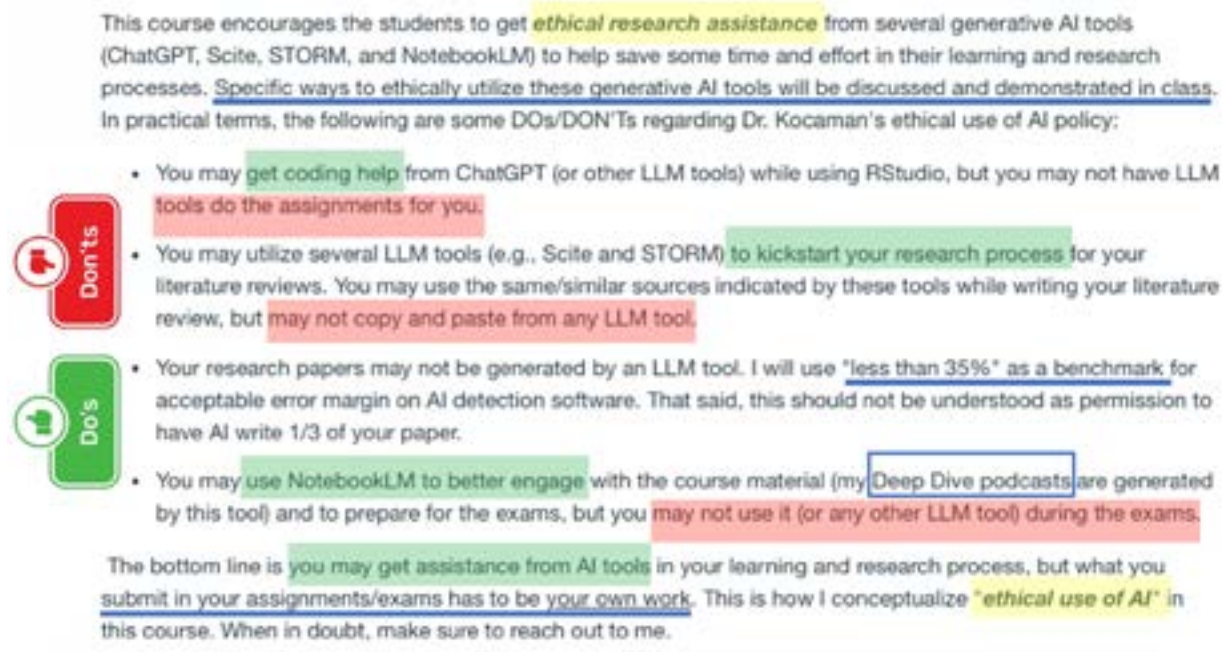 This course encourages the students to get ethical research assistance from several generative AI tools
(ChatGPT, Scite, STORM, and NotebookLM) to help save some time and effort in their learning and research
processes. Specific ways to ethically utilize these generative AI tools will be discussed and demonstrated in class.
In practical terms, the following are some DOs/DON'Ts regarding Dr. Kocaman's ethical use of AI policy:
• You may get coding help from ChatGPT (or other LLM tools) while using RStudio, but you may not have LLM
tools do the assignments for you.
Don'ts
• You may utilize several LLM tools (e.g., Scite and STORM) to kickstart your research process for your
literature reviews. You may use the same/similar sources indicated by these tools while writing your literature
review, but may not copy and paste from any LLM tool.
• Your research papers may not be generated by an LLM tool. I will use "less than 35%" as a benchmark for
acceptable error margin on AI detection software. That said, this should not be understood as permission to
have AI write 1/3 of your paper.
Do's
• You may use NotebookLM to better engage with the course material (my Deep Dive podcasts are generated
by this tool) and to prepare for the exams, but you may not use it (or any other LLM tool) during the exams.
The bottom line is you may get assistance from AI tools in your learning and research process, but what you
submit in your assignments/exams has to be your own work. This is how I conceptualize "ethical use of AI" in
this course. When in doubt, make sure to reach out to me.